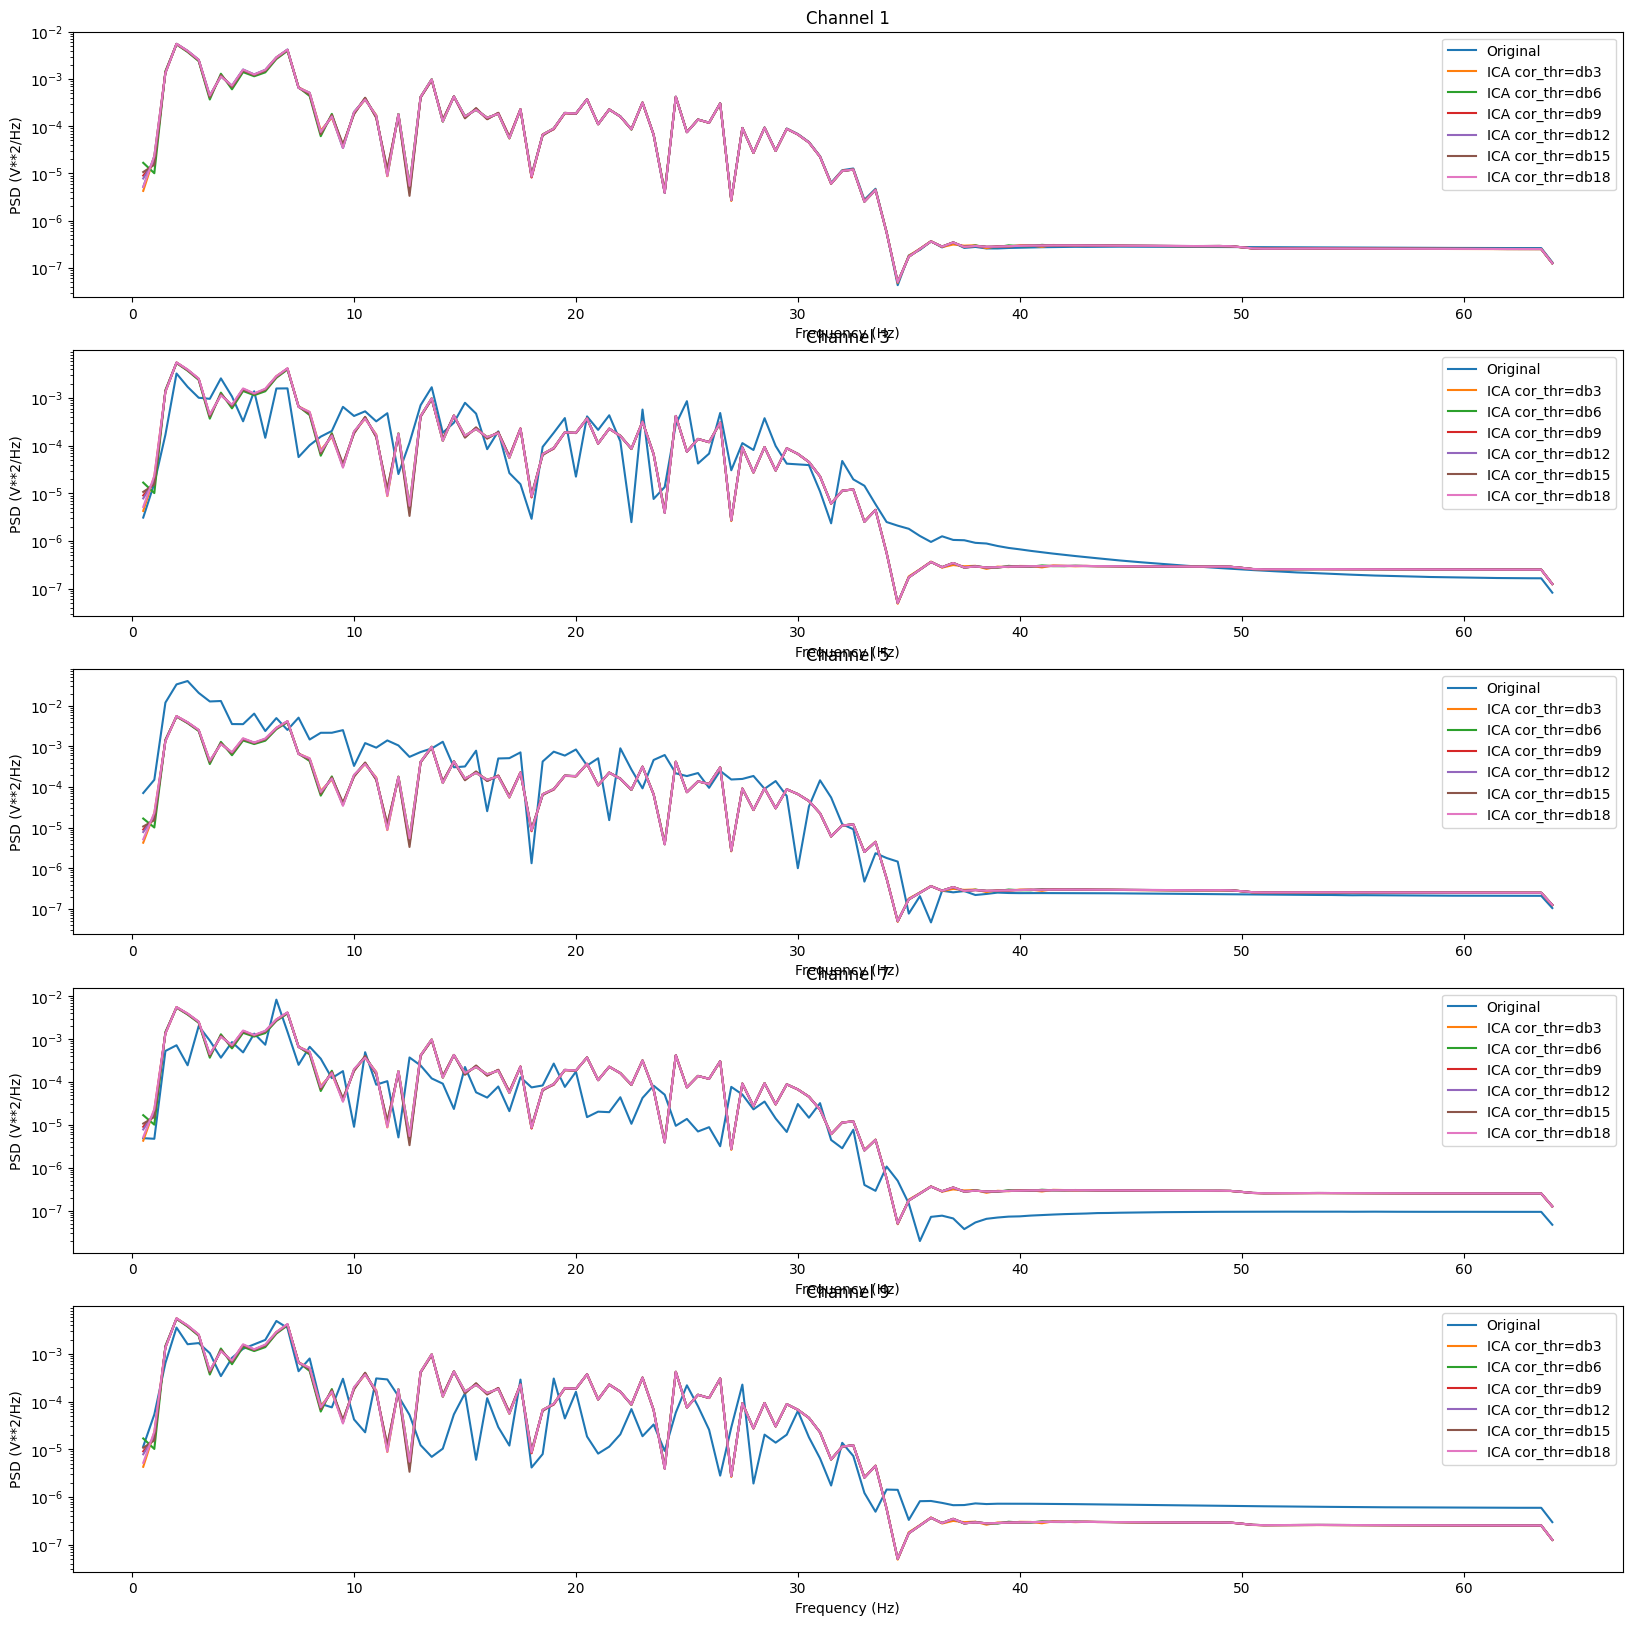 Channel 1
PSD (V**2/Hz)
10⁻²
10⁻³
10⁻⁴
10⁻⁵
10⁻⁶
10⁻⁷
Original
ICA cor_thr=db3
ICA cor_thr=db6
ICA cor_thr=db9
ICA cor_thr=db12
ICA cor_thr=db15
ICA cor_thr=db18
0 10 20 30 40 50 60
Frequency (Hz)
Channel 3
PSD (V**2/Hz)
10⁻³
10⁻⁴
10⁻⁵
10⁻⁶
10⁻⁷
Original
ICA cor_thr=db3
ICA cor_thr=db6
ICA cor_thr=db9
ICA cor_thr=db12
ICA cor_thr=db15
ICA cor_thr=db18
0 10 20 30 40 50 60
Frequency (Hz)
Channel 5
PSD (V**2/Hz)
10⁻²
10⁻³
10⁻⁴
10⁻⁵
10⁻⁶
10⁻⁷
Original
ICA cor_thr=db3
ICA cor_thr=db6
ICA cor_thr=db9
ICA cor_thr=db12
ICA cor_thr=db15
ICA cor_thr=db18
0 10 20 30 40 50 60
Frequency (Hz)
Channel 7
PSD (V**2/Hz)
10⁻²
10⁻³
10⁻⁴
10⁻⁵
10⁻⁶
10⁻⁷
Original
ICA cor_thr=db3
ICA cor_thr=db6
ICA cor_thr=db9
ICA cor_thr=db12
ICA cor_thr=db15
ICA cor_thr=db18
0 10 20 30 40 50 60
Frequency (Hz)
Channel 9
PSD (V**2/Hz)
10⁻³
10⁻⁴
10⁻⁵
10⁻⁶
10⁻⁷
Original
ICA cor_thr=db3
ICA cor_thr=db6
ICA cor_thr=db9
ICA cor_thr=db12
ICA cor_thr=db15
ICA cor_thr=db18
0 10 20 30 40 50 60
Frequency (Hz)